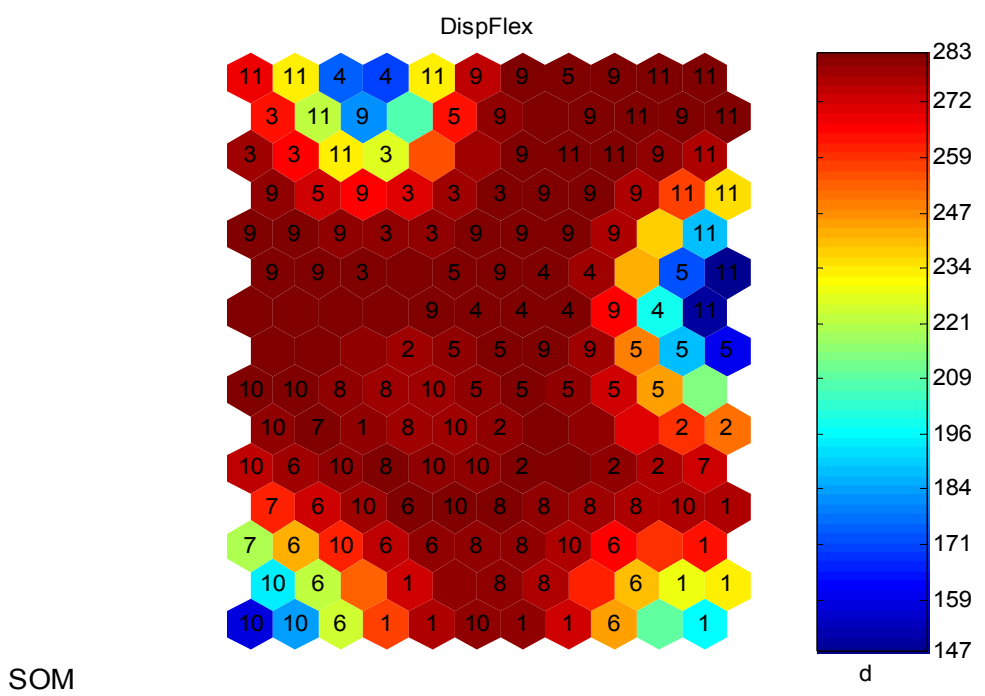 DispFlex
11 11 4 4 11 9 9 5 9 11 11
3 11 9 5 9 9 11 9 11
3 3 11 3 9 11 11 9 11
9 5 9 3 3 3 9 9 9 11 11
9 9 9 3 3 9 9 9 9 11
9 9 3 5 9 4 4 5 11
9 4 4 4 9 4 11
2 5 5 9 9 5 5 5
10 10 8 8 10 5 5 5 5 5
10 7 1 8 10 2 2 2
10 6 10 8 10 10 2 2 2 7
7 6 10 6 10 8 8 8 8 10 1
7 6 10 6 6 8 8 10 6 1
10 6 1 8 8 6 1 1
10 10 6 1 1 10 1 1 6 1
283
272
259
247
234
221
209
196
184
171
159
147
d
SOM